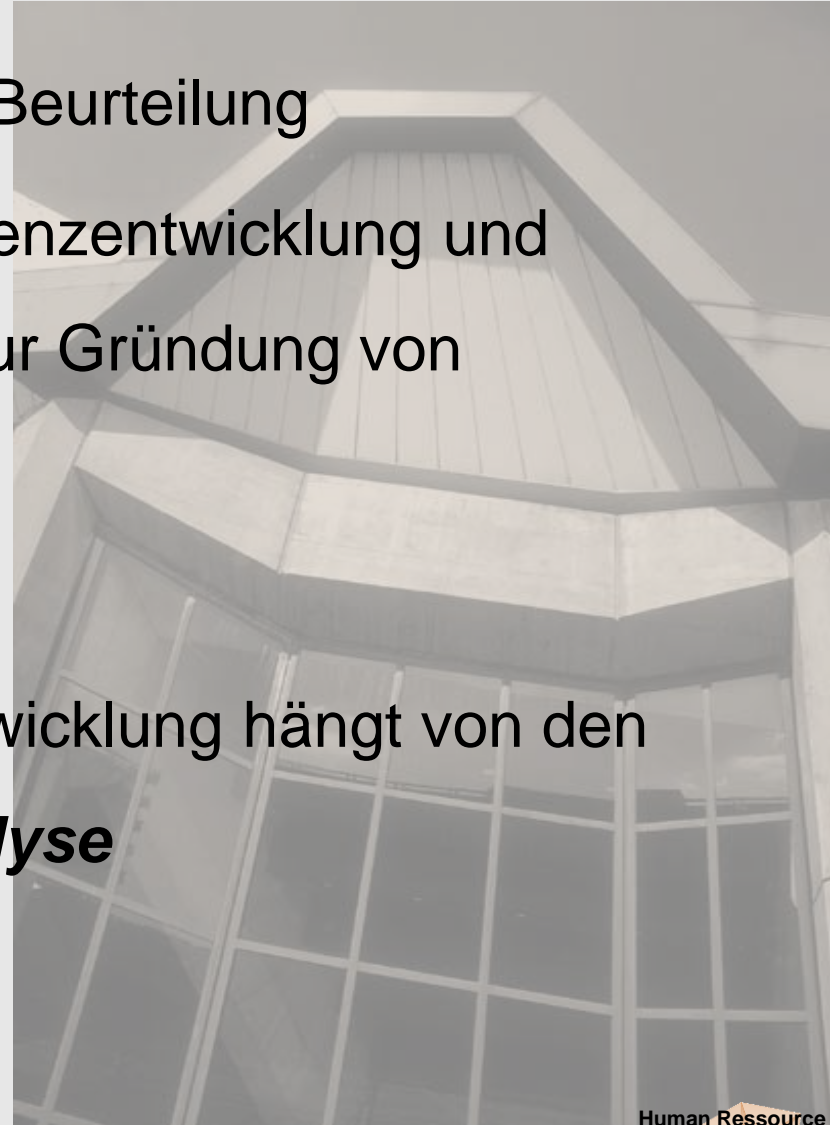 Beurteilung
enzentwicklung und
ur Gründung von
wicklung hängt von den
lyse
Human Ressource